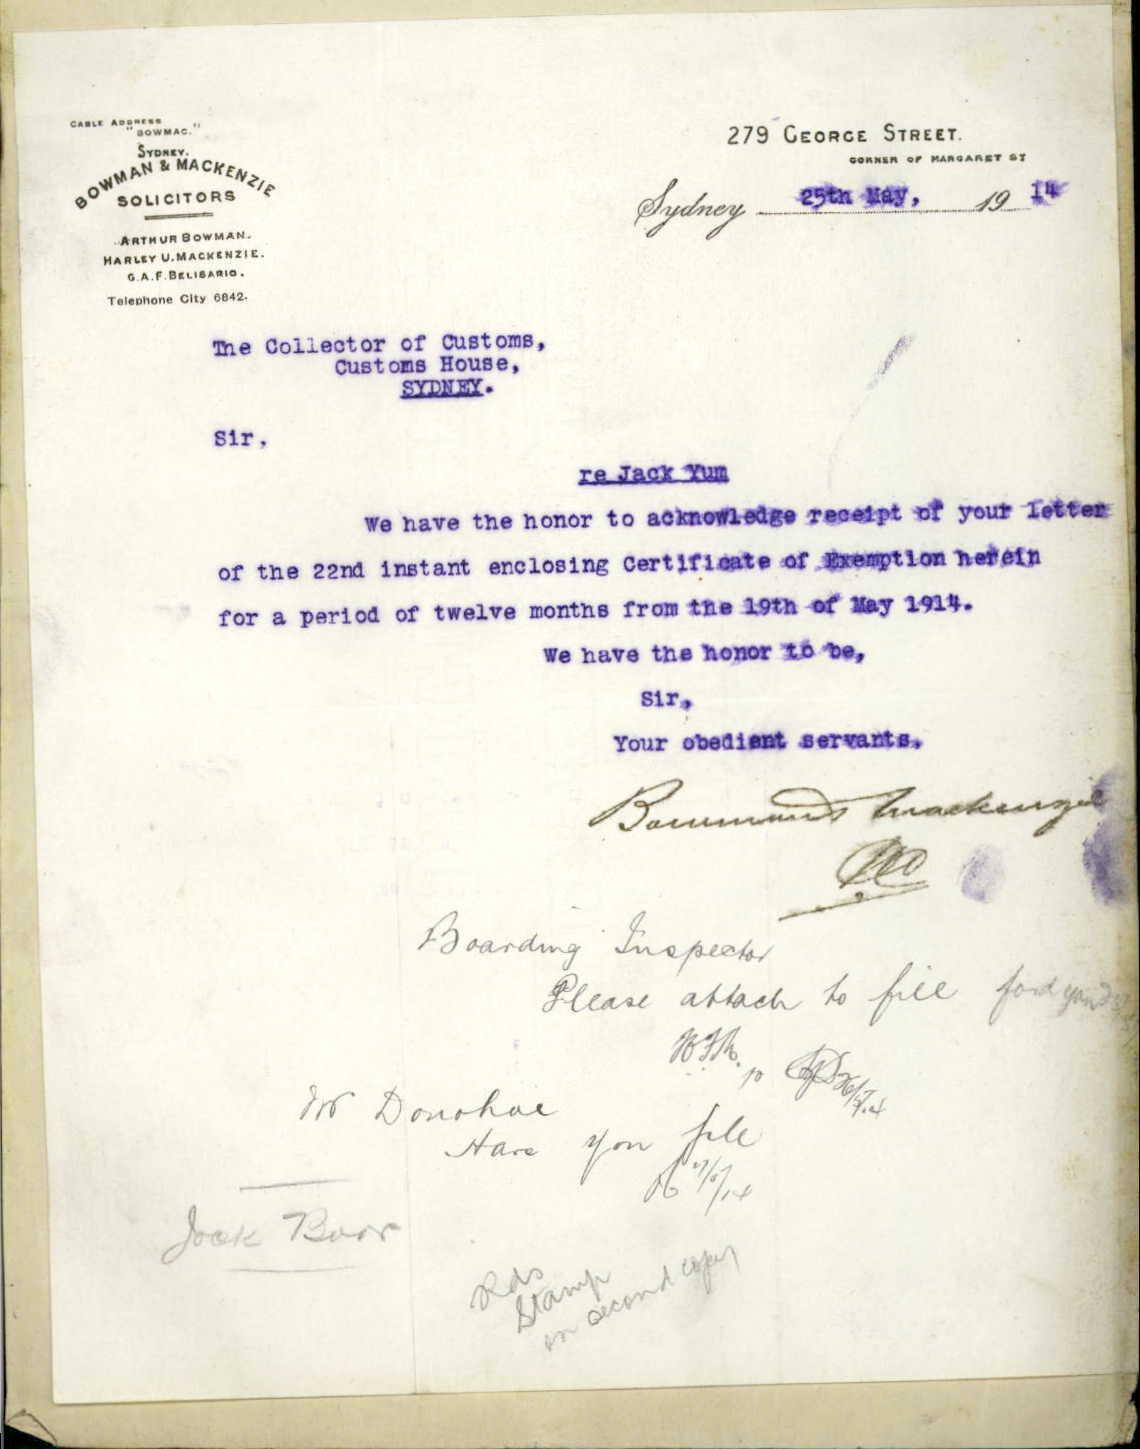 CABLE ADDRESS
"BOWMAC."
SYDNEY.
BOWMAN & MACKENZIE
SOLICITORS
ARTHUR BOWMAN.
HARLEY U. MACKENZIE.
G.A.F. BELISARIO.
Telephone City 6842.
279 GEORGE STREET.
CORNER OF MARGARET ST
Sydney 25th May, 19 14
The Collector of Customs,
Customs House,
SYDNEY.
Sir,
re Jack Yum
We have the honor to acknowledge receipt of your letter
of the 22nd instant enclosing Certificate of Exemption herein
for a period of twelve months from the 19th of May 1914.
We have the honor to be,
Sir,
Your obedient servants.
Bowman & Mackenzie
Boarding Inspector
Please attach to file
Mr Donohoe
Have you file
27/5/14
Jack
Rds
Stamp
on second copy